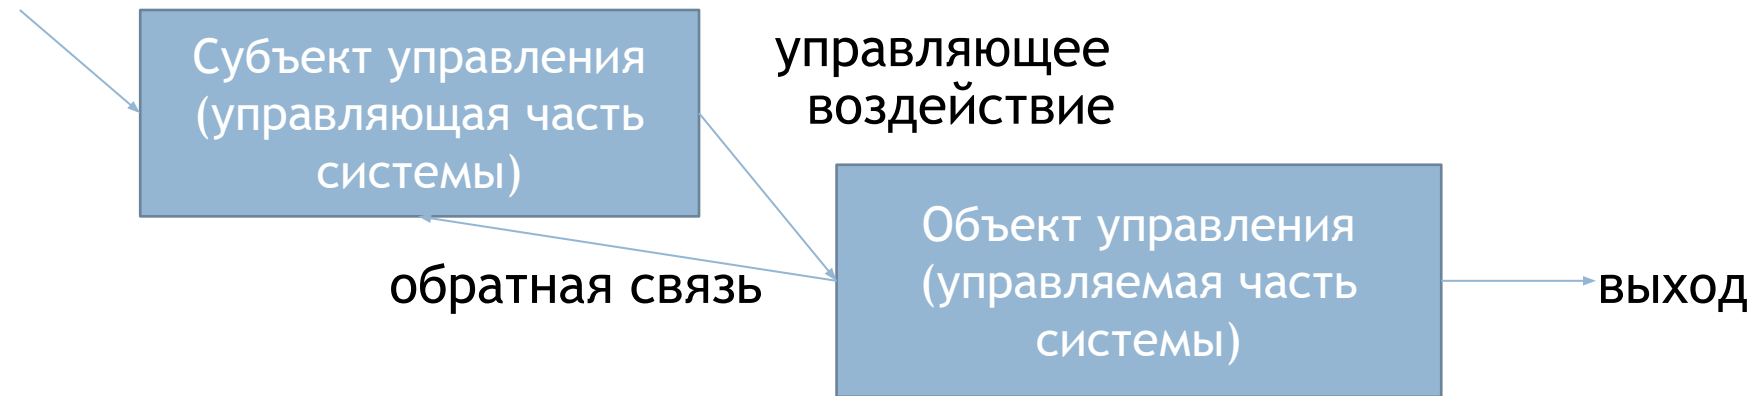 Субъект управления
(управляющая часть
системы)
управляющее
воздействие
обратная связь
Объект управления
(управляемая часть
системы)
выход